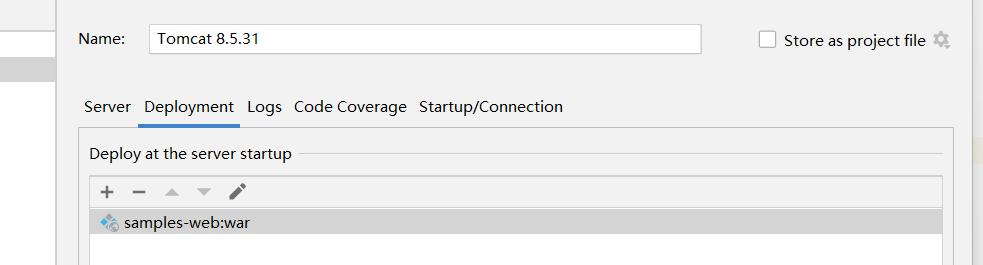 Name: Tomcat 8.5.31 Store as project file
Server Deployment Logs Code Coverage Startup/Connection
Deploy at the server startup
samples-web:war